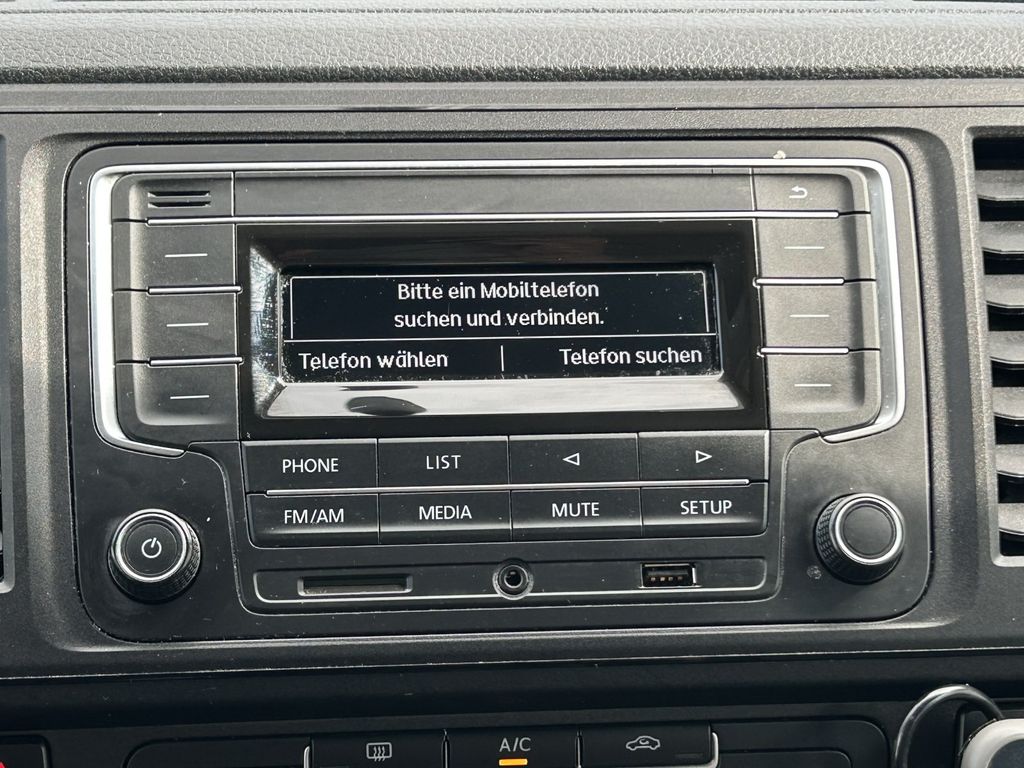 Bitte ein Mobiltelefon
suchen und verbinden.
Telefon wählen
Telefon suchen
PHONE
LIST
FM/AM
MEDIA
MUTE
SETUP
A/C